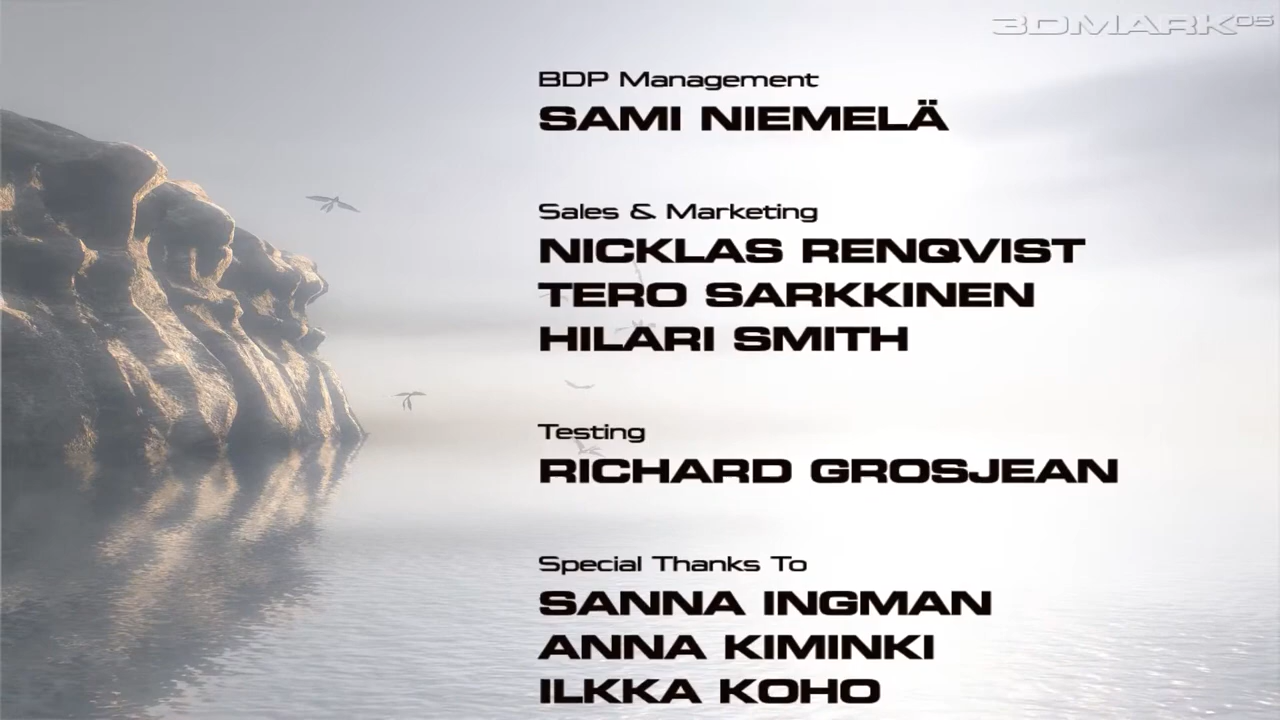 3DMARK05
BDP Management
SAMI NIEMELÄ
Sales & Marketing
NICKLAS RENQVIST
TERO SARKKINEN
HILARI SMITH
Testing
RICHARD GROSJEAN
Special Thanks To
SANNA INGMAN
ANNA KIMINKI
ILKKA KOHO